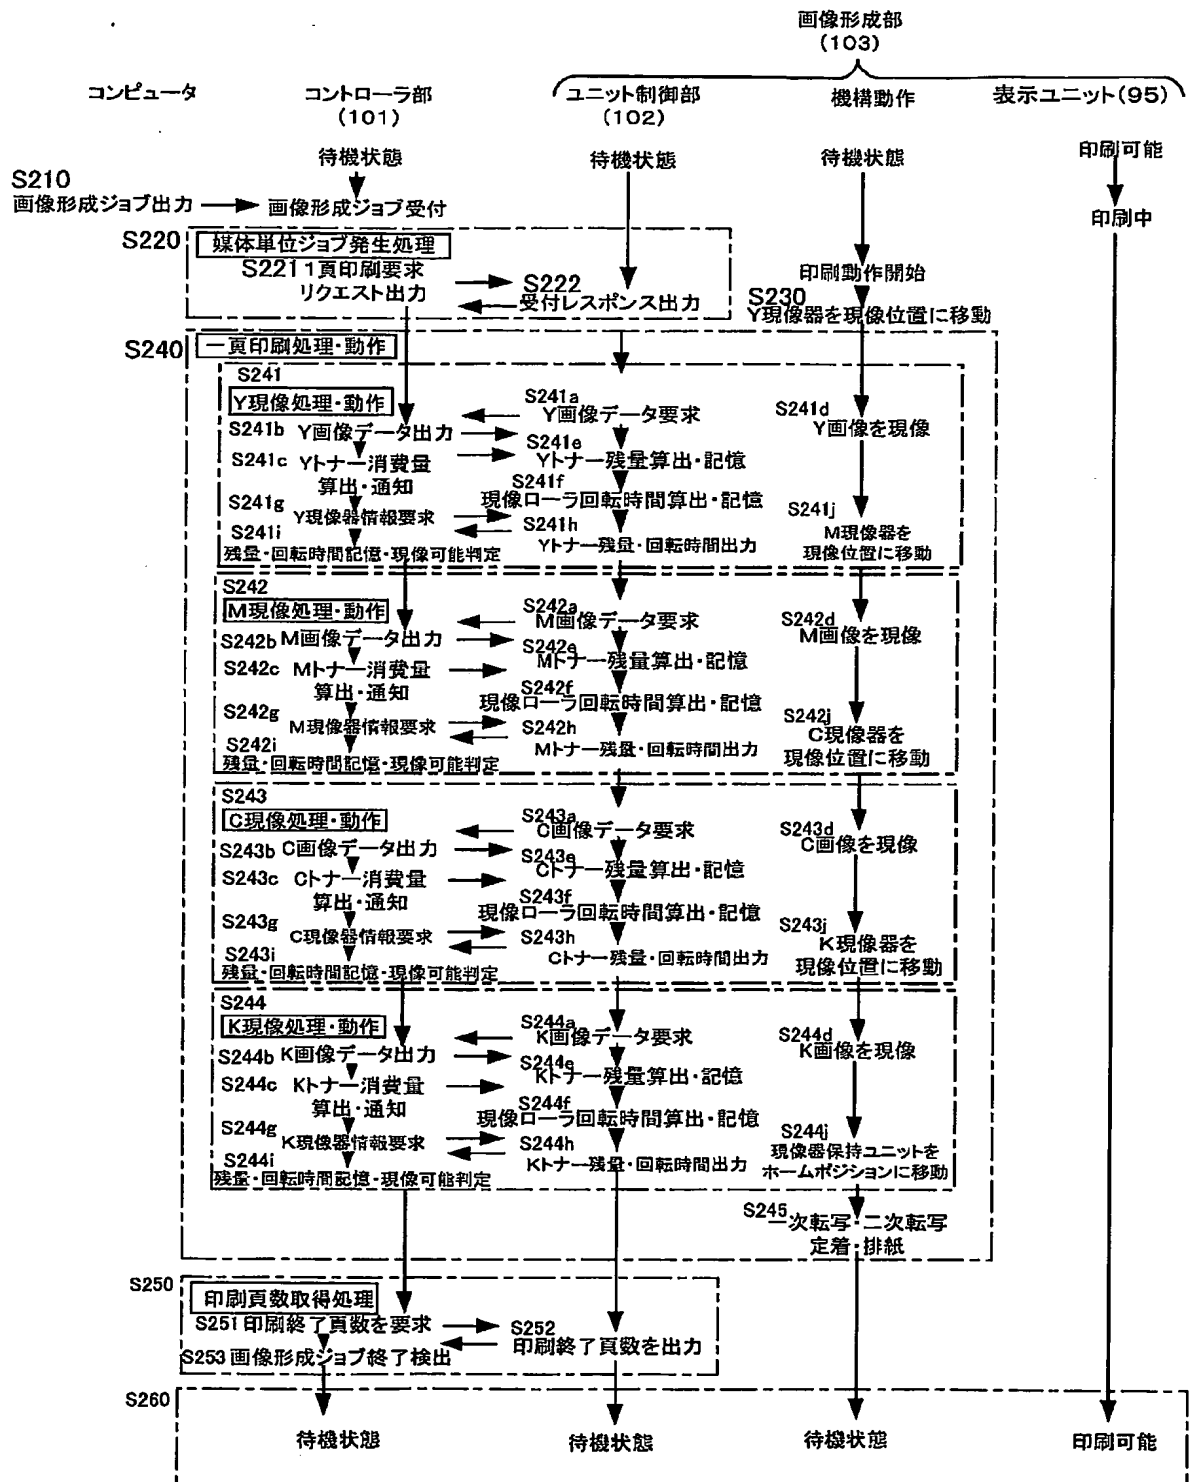 画像形成部
(103)
コンピュータ コントローラ部 ユニット制御部 機構動作 表示ユニット(95)
(101) (102)
待機状態 待機状態 待機状態 印刷可能
S210
画像形成ジョブ出力 画像形成ジョブ受付 印刷中
S220 媒体単位ジョブ発生処理
S221 1頁印刷要求 S222 印刷動作開始
リクエスト出力 受付レスポンス出力 S230
Y現像器を現像位置に移動
S240 一頁印刷処理・動作
S241
Y現像処理・動作 S241a
Y画像データ要求 S241d
S241b Y画像データ出力 Y画像を現像
S241e
S241c Yトナー消費量 Yトナー残量算出・記憶
算出・通知 S241f
S241g 現像ローラ回転時間算出・記憶
Y現像器情報要求 S241h S241j
S241i Yトナー残量・回転時間出力 M現像器を
残量・回転時間記憶・現像可能判定 現像位置に移動
S242
M現像処理・動作 S242a
M画像データ要求 S242d
S242b M画像データ出力 M画像を現像
S242e
S242c Mトナー消費量 Mトナー残量算出・記憶
算出・通知 S242f
現像ローラ回転時間算出・記憶
S242g M現像器情報要求 S242h S242j
S242i Mトナー残量・回転時間出力 C現像器を
残量・回転時間記憶・現像可能判定 現像位置に移動
S243
C現像処理・動作 S243a
C画像データ要求 S243d
S243b C画像データ出力 C画像を現像
S243e
S243c Cトナー消費量 Cトナー残量算出・記憶
算出・通知 S243f
現像ローラ回転時間算出・記憶
S243g C現像器情報要求 S243h S243j
S243i Cトナー残量・回転時間出力 K現像器を
残量・回転時間記憶・現像可能判定 現像位置に移動
S244
K現像処理・動作 S244a
K画像データ要求 S244d
S244b K画像データ出力 K画像を現像
S244e
S244c Kトナー消費量 Kトナー残量算出・記憶
算出・通知 S244f
現像ローラ回転時間算出・記憶
S244g K現像器情報要求 S244h S244j
S244i Kトナー残量・回転時間出力 現像器保持ユニットを
残量・回転時間記憶・現像可能判定 ホームポジションに移動
S245 一次転写・二次転写
定着・排紙
S250
印刷頁数取得処理
S251 印刷終了頁数を要求 S252
印刷終了頁数を出力
S253 画像形成ジョブ終了検出
S260
待機状態 待機状態 待機状態 印刷可能